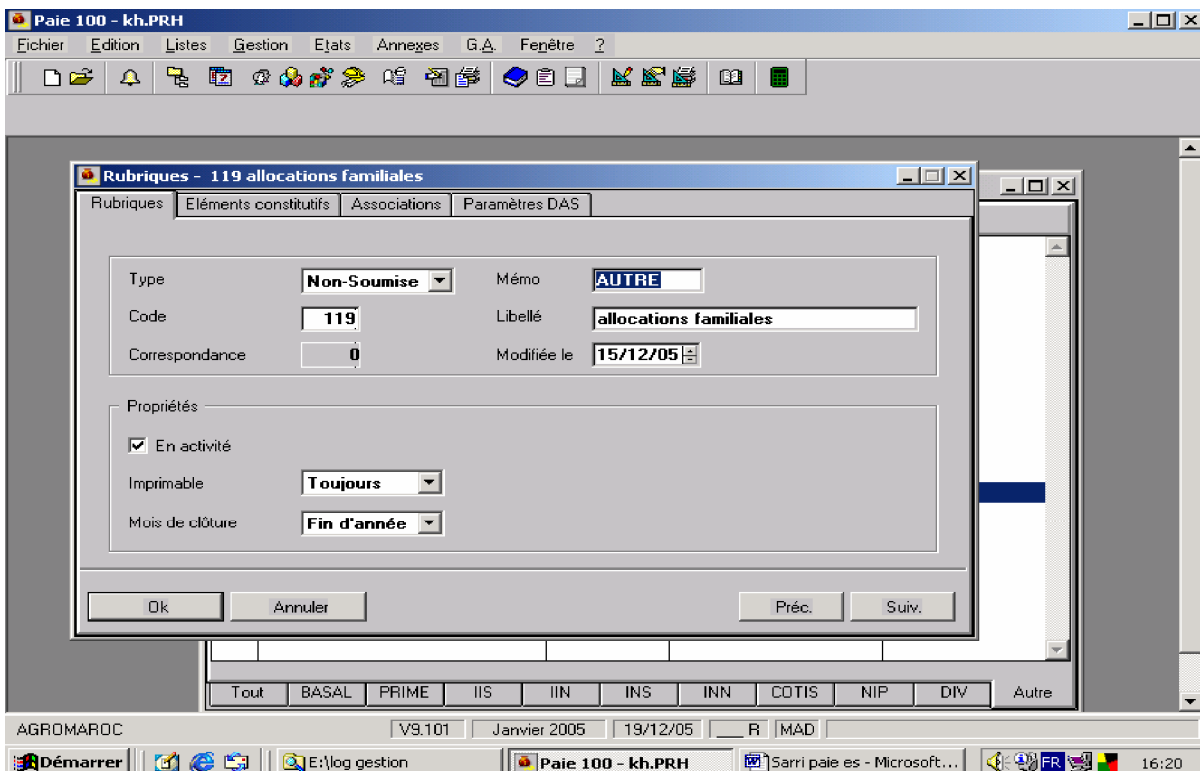 Paie 100 - kh.PRH
Fichier Edition Listes Gestion Etats Annexes G.A. Fenêtre ?
Rubriques - 119 allocations familiales
Rubriques Eléments constitutifs Associations Paramètres DAS
Type Non-Soumise Mémo AUTRE
Code 119 Libellé allocations familiales
Correspondance 0 Modifiée le 15/12/05
Propriétés
En activité
Imprimable Toujours
Mois de clôture Fin d'année
Ok Annuler Préc. Suiv.
Tout BASAL PRIME IIS IIN INS INN COTIS NIP DIV Autre
AGROMAROC V9.101 Janvier 2005 19/12/05 __ R MAD
Démarrer E:\log gestion Paie 100 - kh.PRH Sarri paie es - Microsoft... FR 16:20